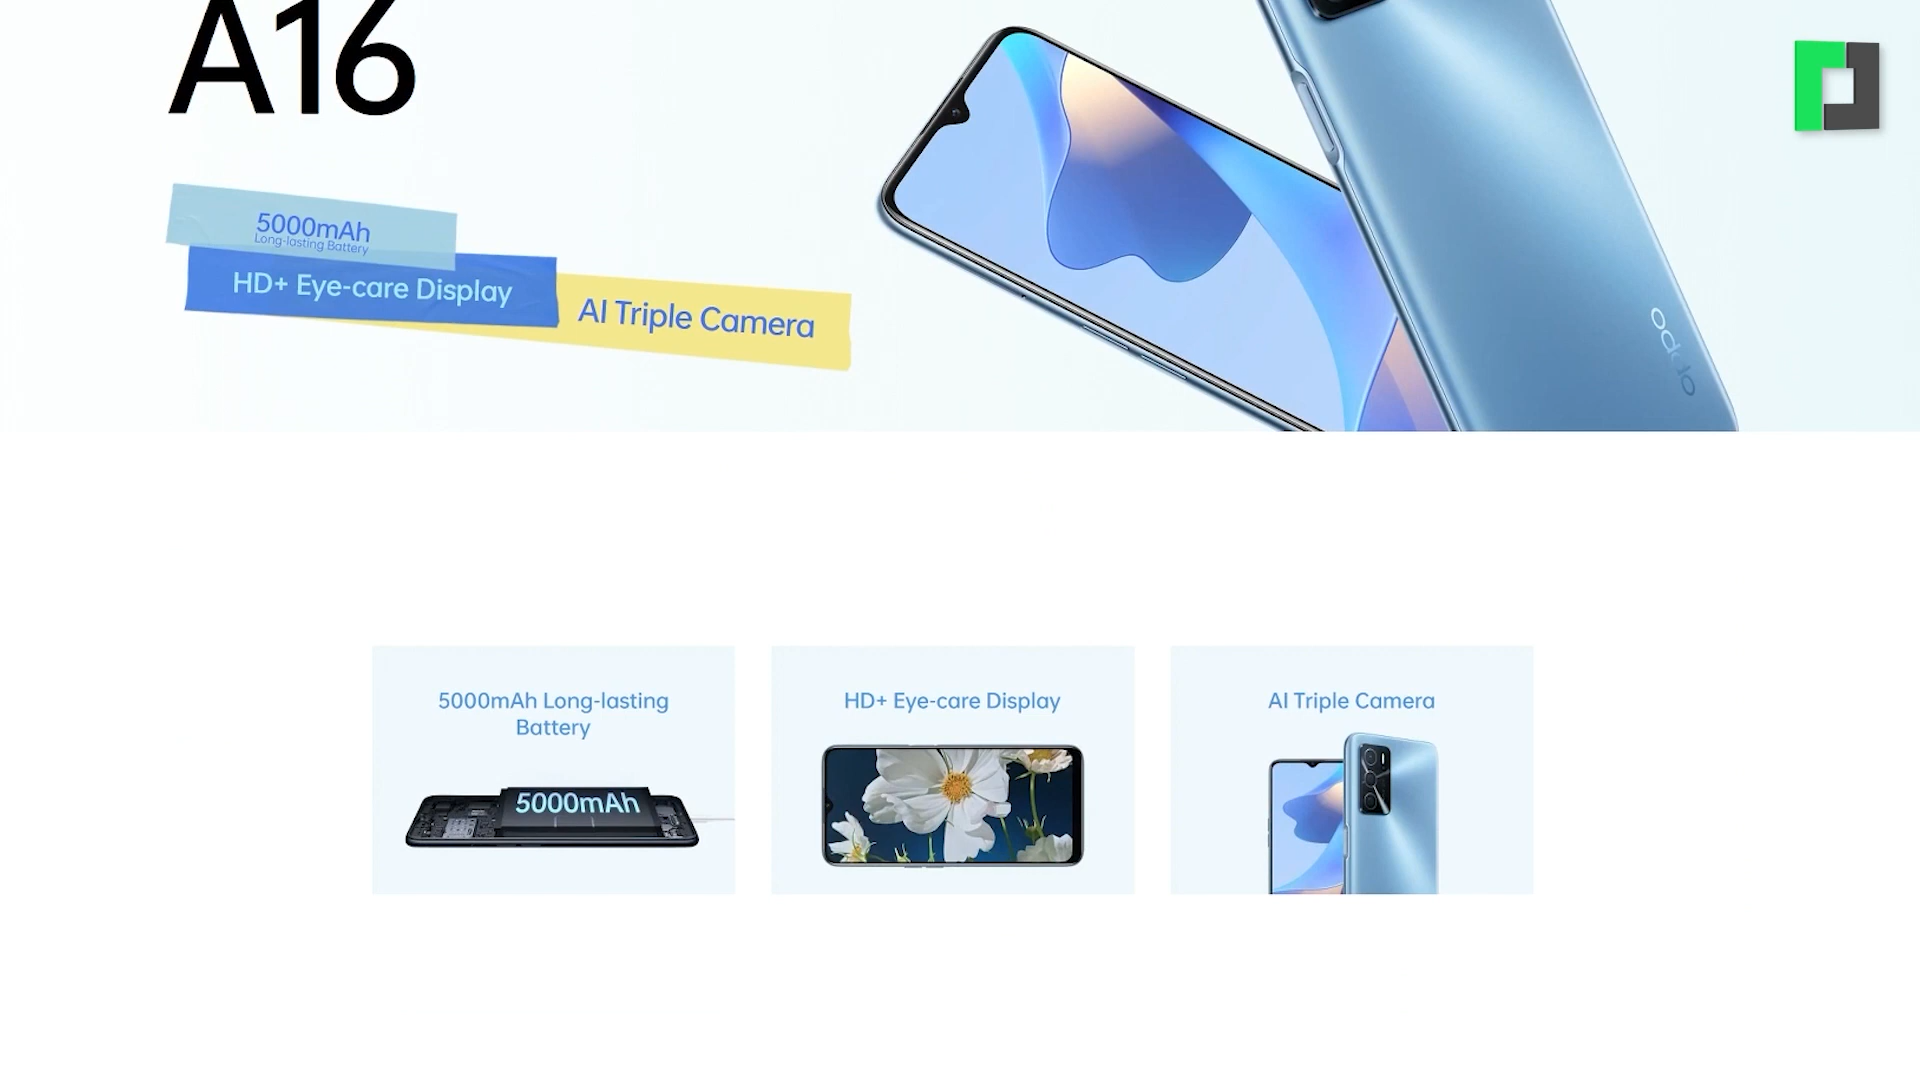 A16
5000mAh
Long-lasting Battery
HD+ Eye-care Display
AI Triple Camera
oppo
5000mAh Long-lasting
Battery
5000mAh
HD+ Eye-care Display
AI Triple Camera